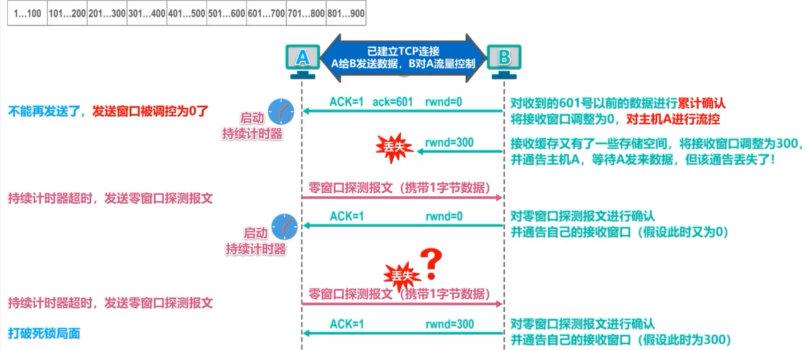 1...100 101...200 201...300 301...400 401...500 501...600 601...700 701...800 801...900
已建立TCP连接
A给B发送数据，B对A流量控制
A
B
不能再发送了，发送窗口被调控为0了
启动
持续计时器
ACK=1 ack=601 rwnd=0
对收到的601号以前的数据进行累计确认
将接收窗口调整为0，对主机A进行流控
丢失
rwnd=300
接收缓存又有了一些存储空间，将接收窗口调整为300，
并通告主机A，等待A发来数据，但该通告丢失了！
持续计时器超时，发送零窗口探测报文
零窗口探测报文（携带1字节数据）
启动
持续计时器
ACK=1 rwnd=0
对零窗口探测报文进行确认
并通告自己的接收窗口（假设此时又为0）
丢失
?
持续计时器超时，发送零窗口探测报文
零窗口探测报文（携带1字节数据）
打破死锁局面
ACK=1 rwnd=300
对零窗口探测报文进行确认
并通告自己的接收窗口（假设此时为300）